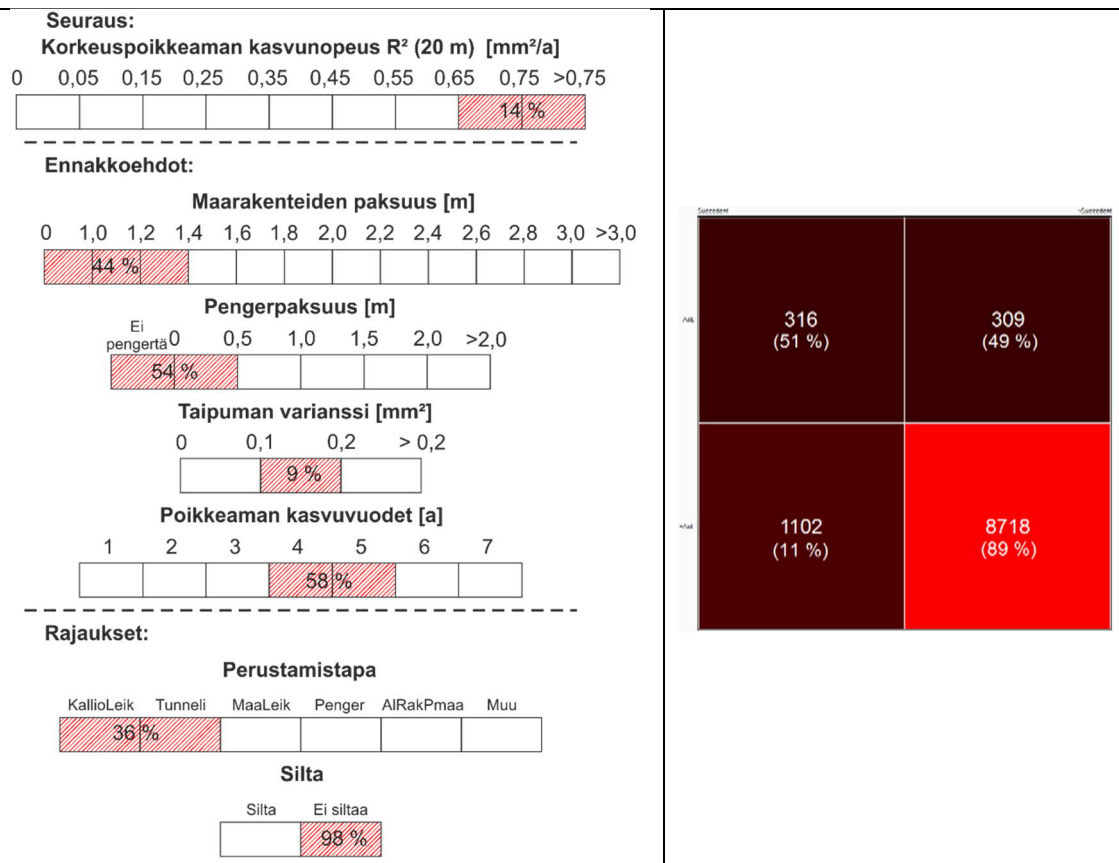 Seuraus:
Korkeuspoikkeaman kasvunopeus R² (20 m) [mm²/a]
0 0,05 0,15 0,25 0,35 0,45 0,55 0,65 0,75 >0,75
14 %
Ennakkoehdot:
Maarakenteiden paksuus [m]
0 1,0 1,2 1,4 1,6 1,8 2,0 2,2 2,4 2,6 2,8 3,0 >3,0
44 %
Pengerpaksuus [m]
Ei
pengertä 0 0,5 1,0 1,5 2,0 >2,0
54 %
Taipuman varianssi [mm²]
0 0,1 0,2 > 0,2
9 %
Poikkeaman kasvuvuodet [a]
1 2 3 4 5 6 7
58 %
Rajaukset:
Perustamistapa
KallioLeik Tunneli MaaLeik Penger AlRakPmaa Muu
36 %
Silta
Silta Ei siltaa
98 %
Succedent ¬Succedent
316 309
(51 %) (49 %)
1102 8718
(11 %) (89 %)